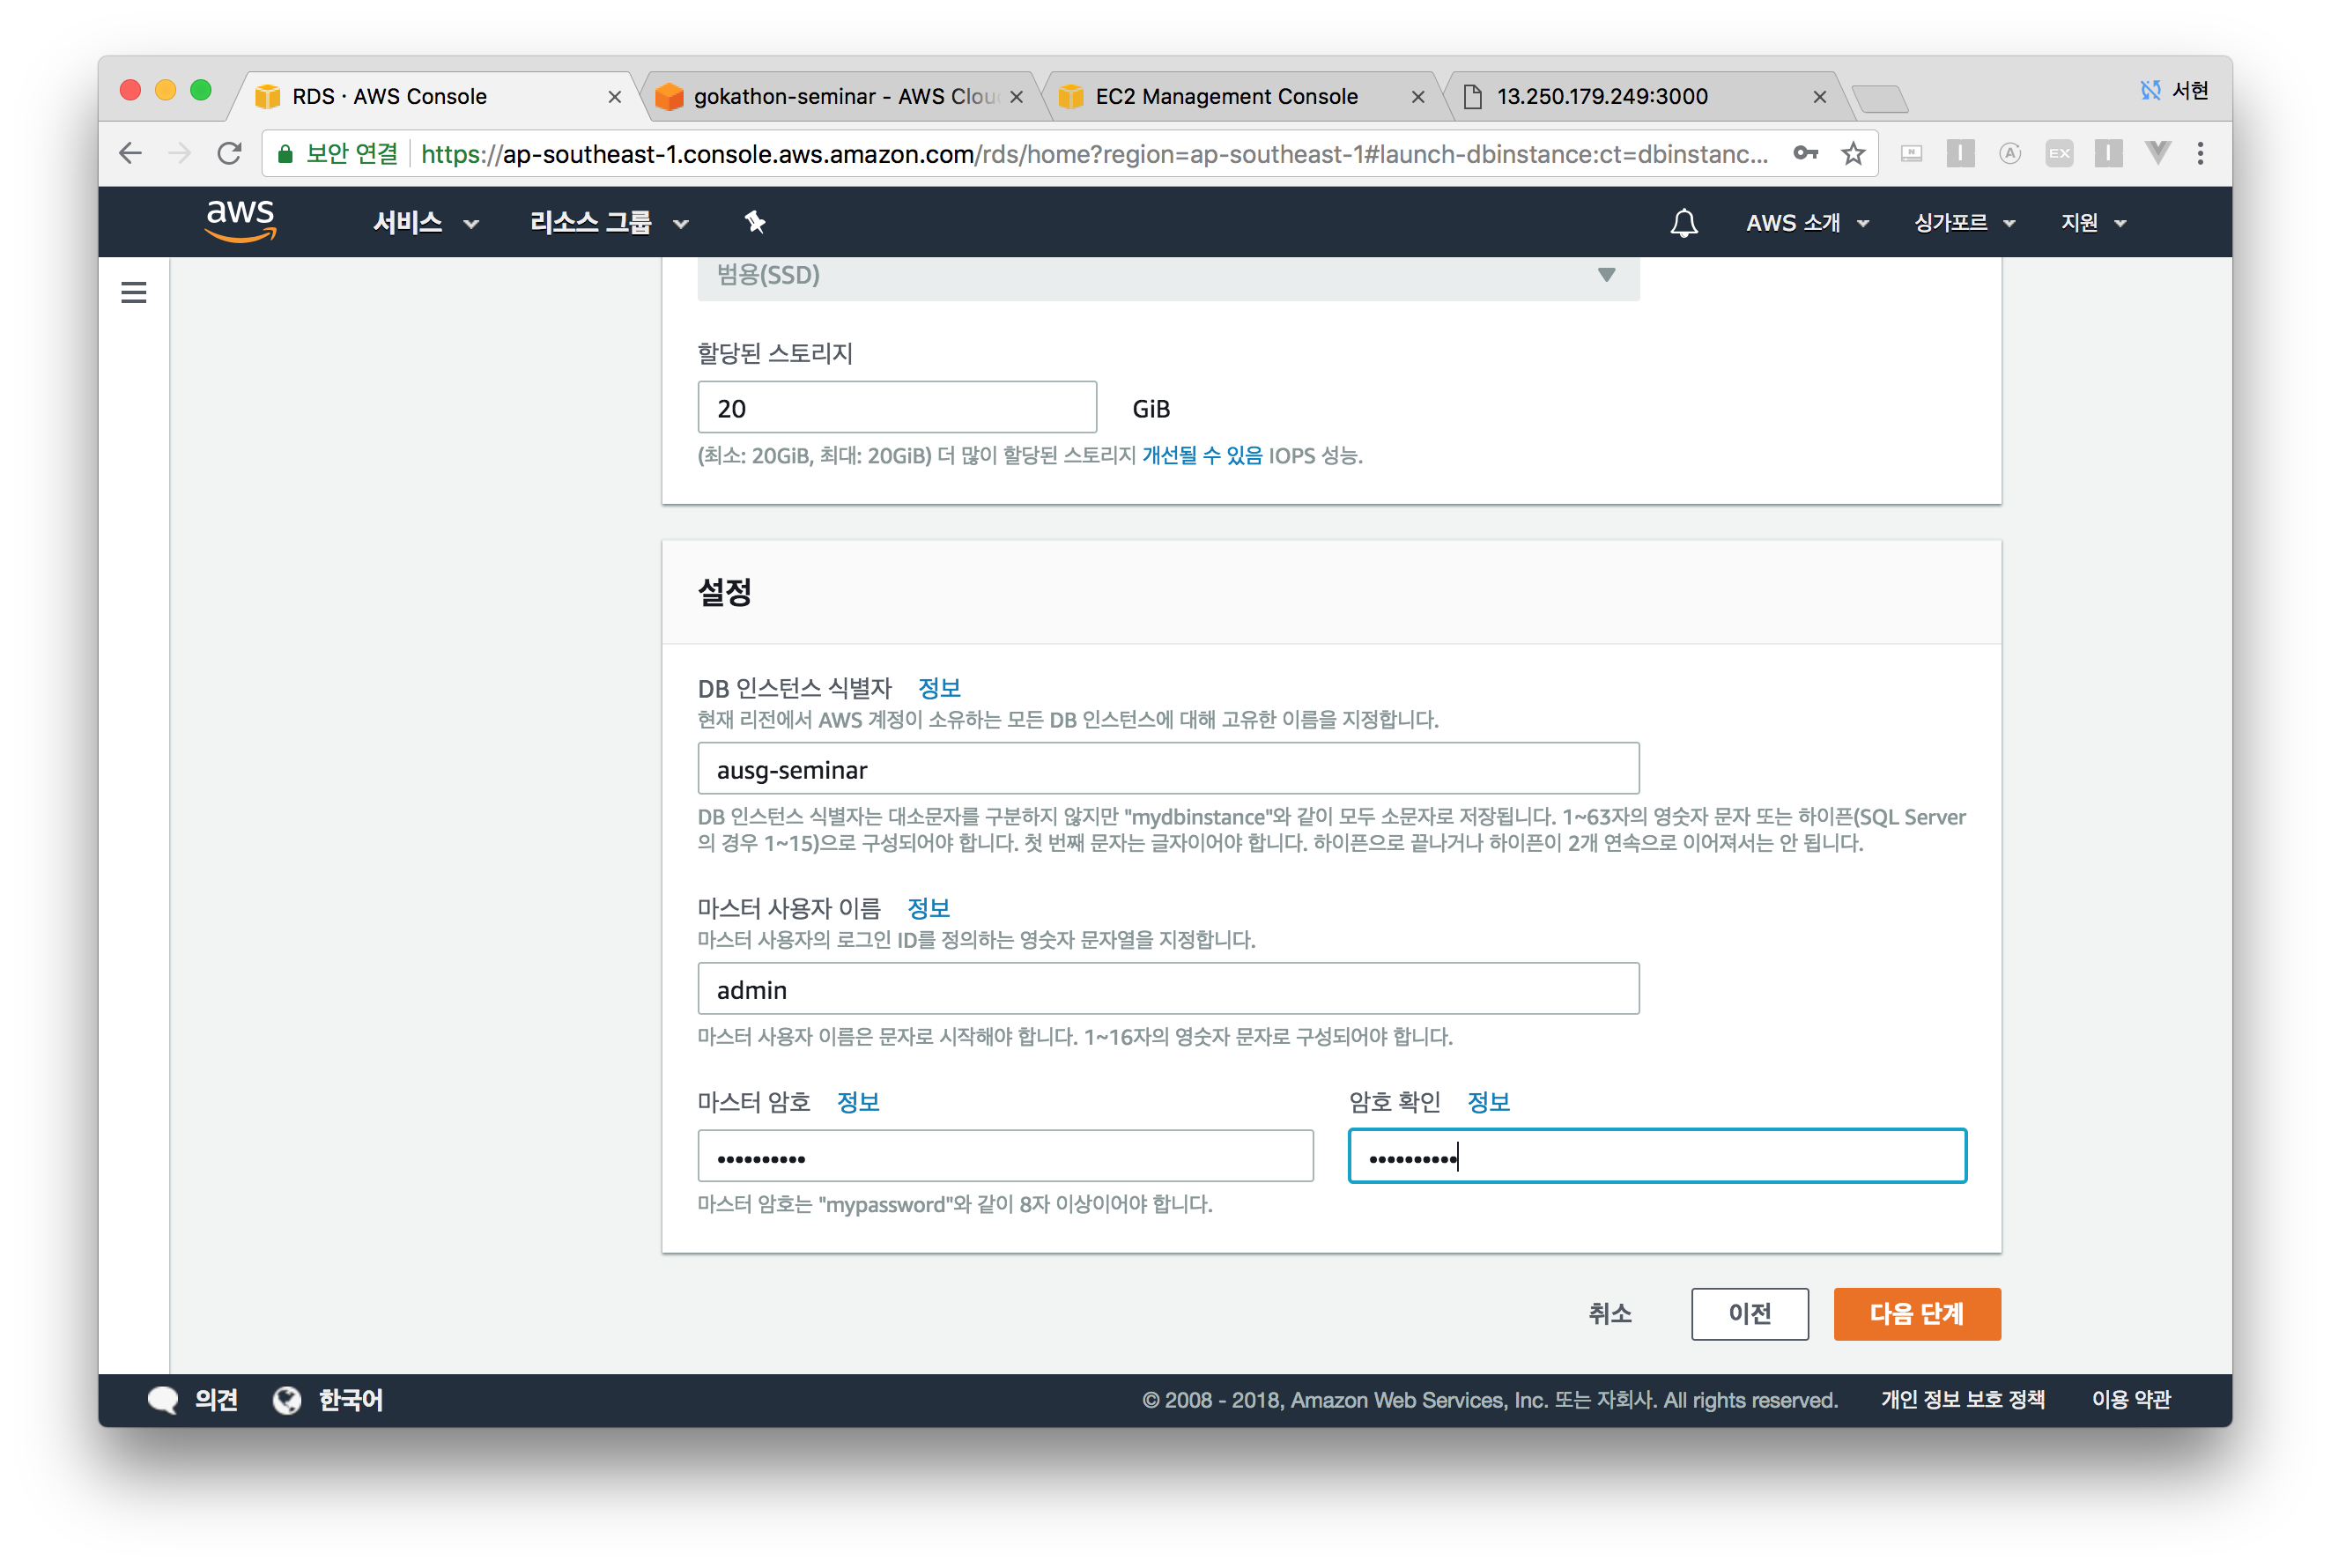 RDS · AWS Console
gokathon-seminar - AWS Clou
EC2 Management Console
13.250.179.249:3000
서현
보안 연결
https://ap-southeast-1.console.aws.amazon.com/rds/home?region=ap-southeast-1#launch-dbinstance:ct=dbinstanc...
aws
서비스
리소스 그룹
AWS 소개
싱가포르
지원
범용(SSD)
할당된 스토리지
20
GiB
(최소: 20GiB, 최대: 20GiB) 더 많이 할당된 스토리지 개선될 수 있음 IOPS 성능.
설정
DB 인스턴스 식별자 정보
현재 리전에서 AWS 계정이 소유하는 모든 DB 인스턴스에 대해 고유한 이름을 지정합니다.
ausg-seminar
DB 인스턴스 식별자는 대소문자를 구분하지 않지만 "mydbinstance"와 같이 모두 소문자로 저장됩니다. 1~63자의 영숫자 문자 또는 하이픈(SQL Server
의 경우 1~15)으로 구성되어야 합니다. 첫 번째 문자는 글자이어야 합니다. 하이픈으로 끝나거나 하이픈이 2개 연속으로 이어져서는 안 됩니다.
마스터 사용자 이름 정보
마스터 사용자의 로그인 ID를 정의하는 영숫자 문자열을 지정합니다.
admin
마스터 사용자 이름은 문자로 시작해야 합니다. 1~16자의 영숫자 문자로 구성되어야 합니다.
마스터 암호 정보
암호 확인 정보
••••••••••
••••••••••
마스터 암호는 "mypassword"와 같이 8자 이상이어야 합니다.
취소
이전
다음 단계
의견
한국어
© 2008 - 2018, Amazon Web Services, Inc. 또는 자회사. All rights reserved.
개인 정보 보호 정책
이용 약관